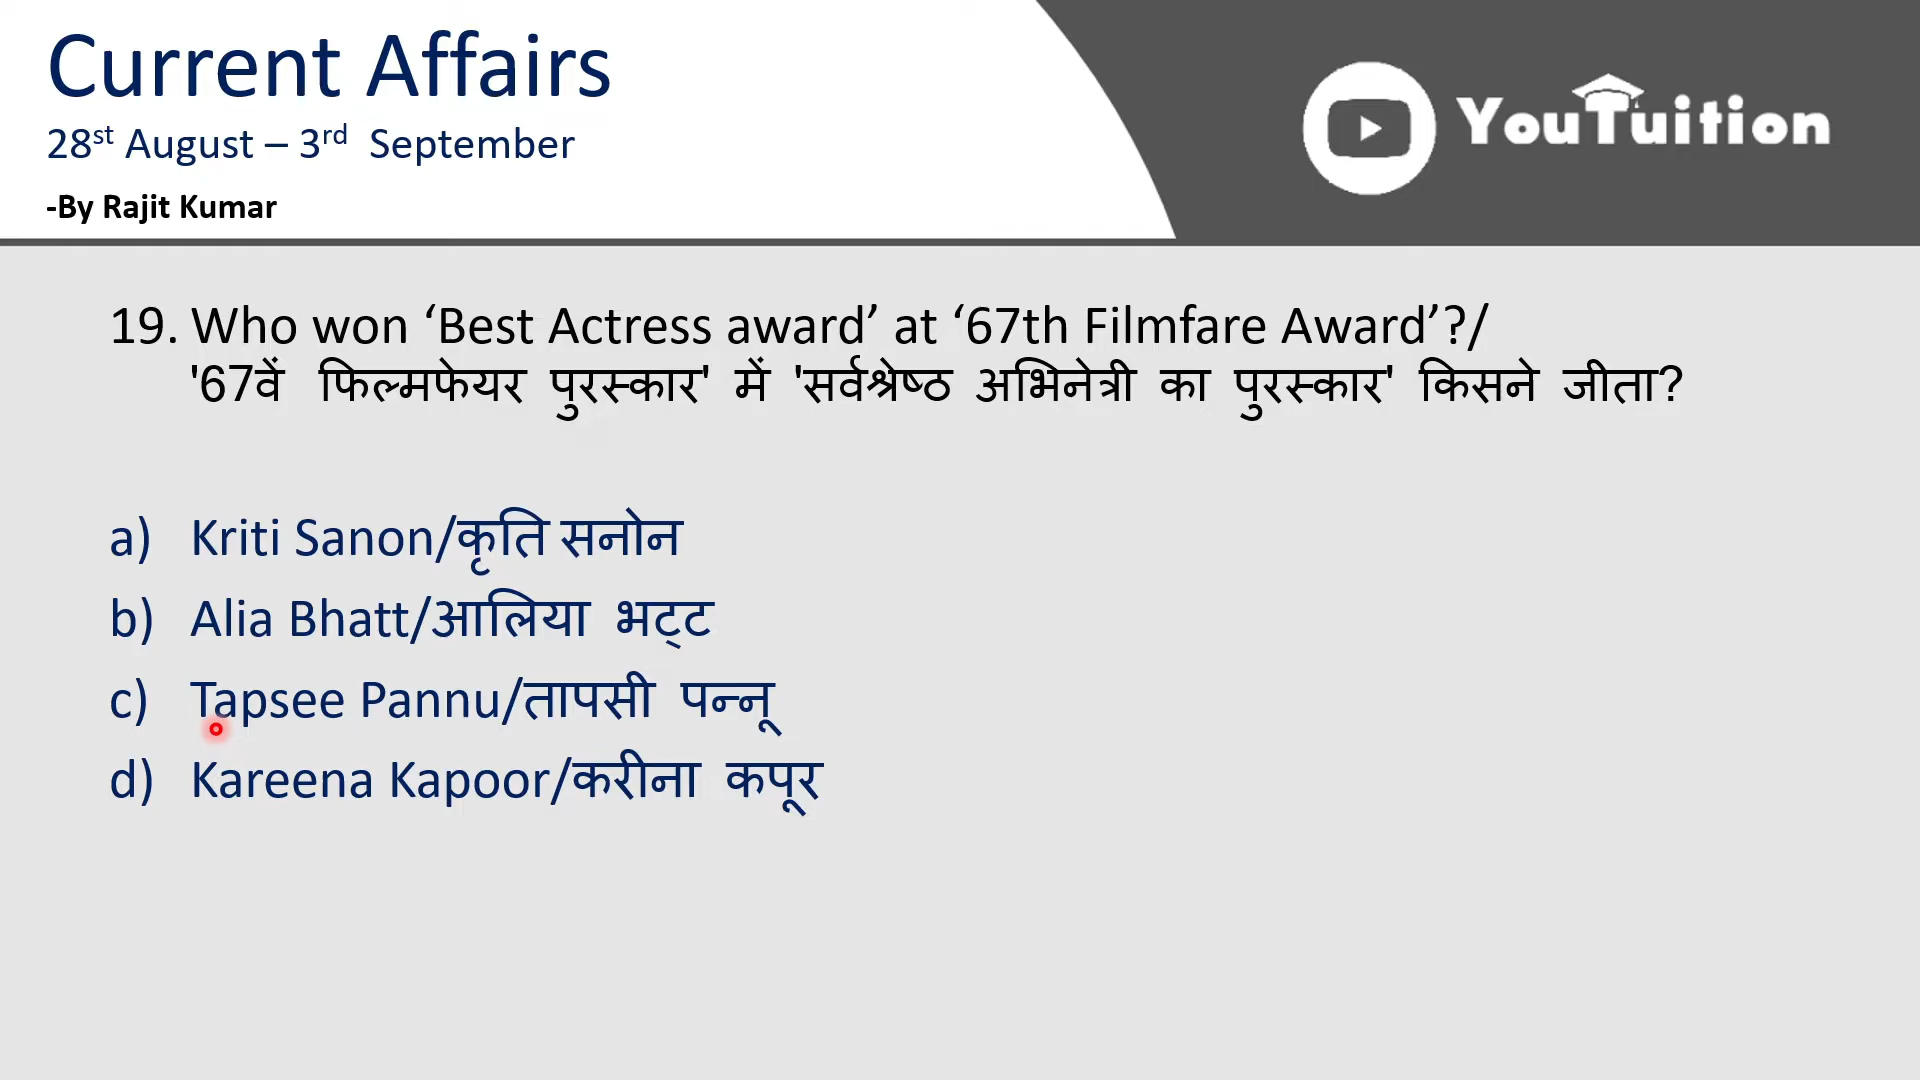 Current Affairs
28st August – 3rd September
-By Rajit Kumar
YouTuition
19. Who won ‘Best Actress award’ at ‘67th Filmfare Award’?/
'67वें फिल्मफेयर पुरस्कार' में 'सर्वश्रेष्ठ अभिनेत्री का पुरस्कार' किसने जीता?
a) Kriti Sanon/कृति सनोन
b) Alia Bhatt/आलिया भट्ट
c) Tapsee Pannu/तापसी पन्नू
d) Kareena Kapoor/करीना कपूर